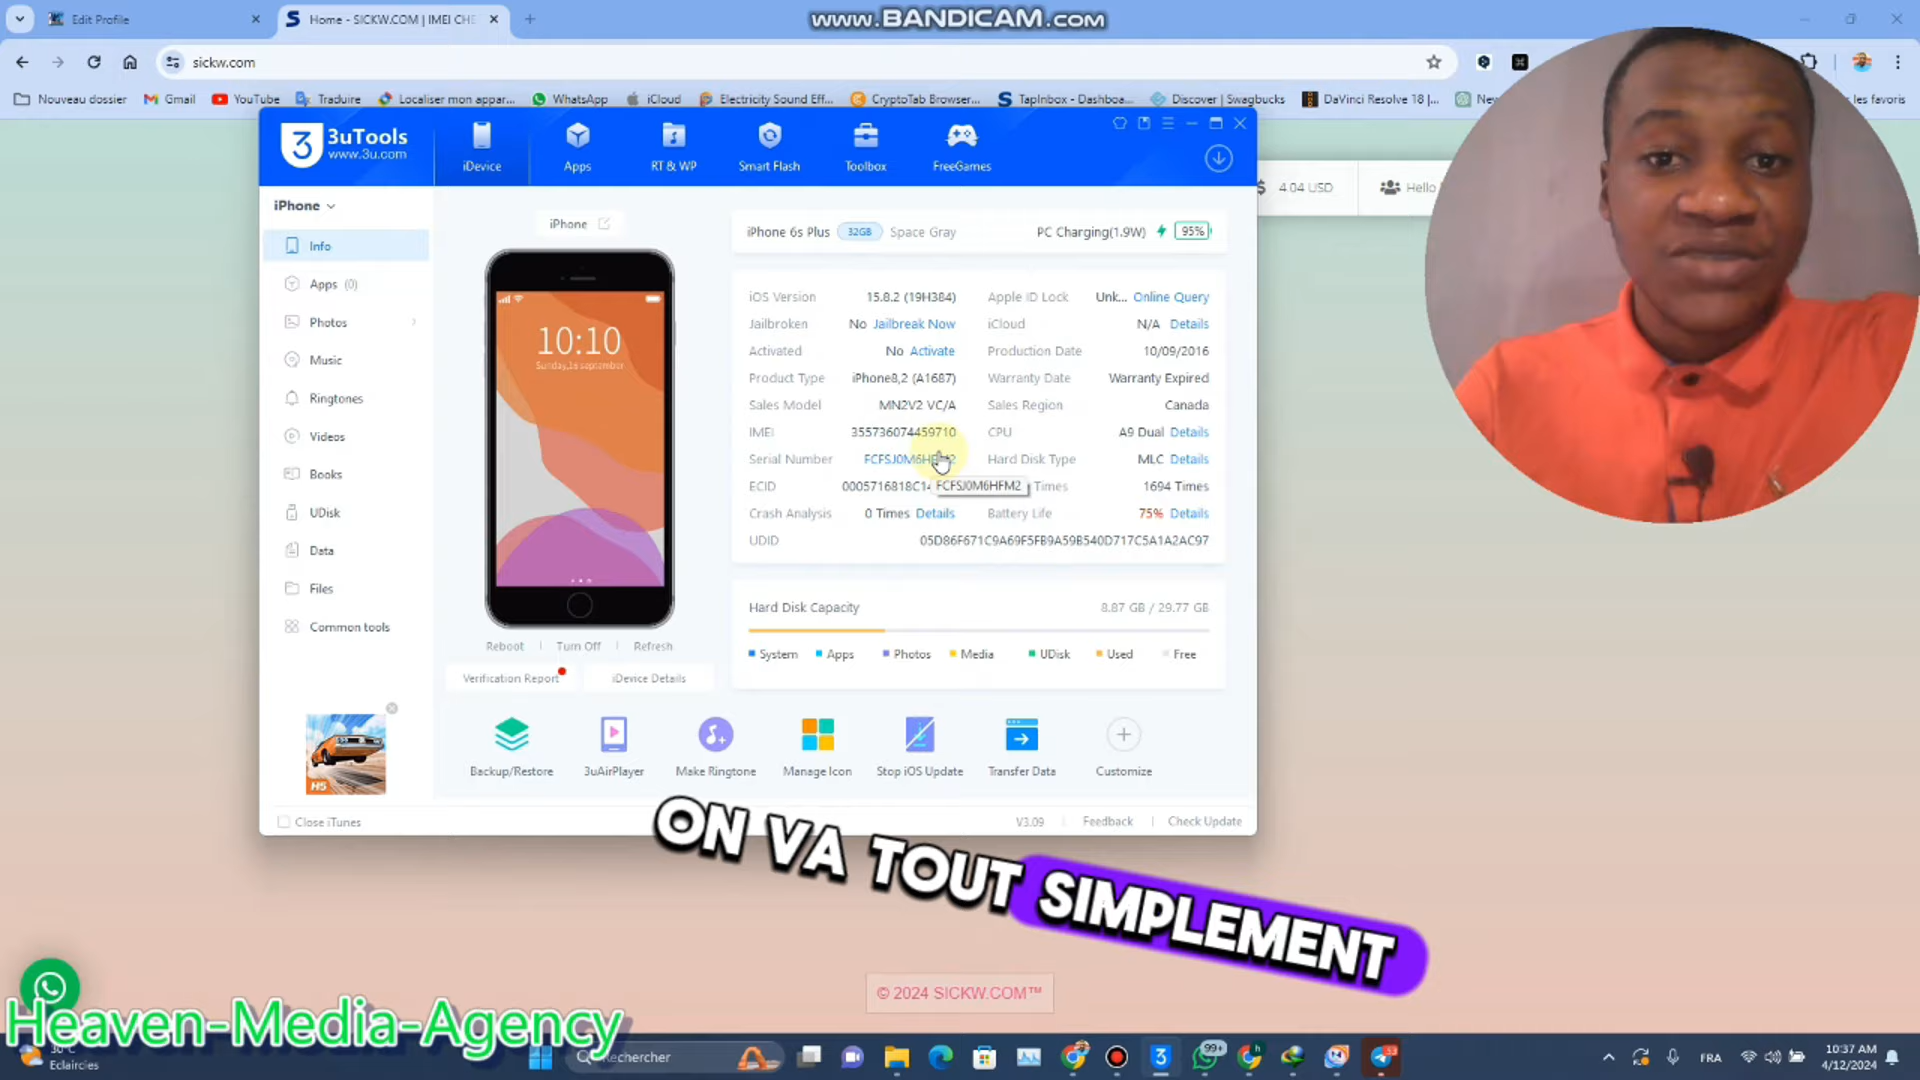 Edit Profile
Home - SICKW.COM | IMEI CHE
www.BANDICAM.com
sickw.com
Nouveau dossier
Gmail
YouTube
Traduire
Localiser mon appar...
WhatsApp
iCloud
Electricity Sound Eff...
CryptoTab Browser...
TapInbox - Dashboa...
Discover | Swagbucks
DaVinci Resolve 18 |...
les favoris
3uTools
www.3u.com
iDevice
Apps
RT & WP
Smart Flash
Toolbox
FreeGames
4.04 USD
Hello
iPhone
Info
Apps (0)
Photos
Music
Ringtones
Videos
Books
UDisk
Data
Files
Common tools
H5
Close iTunes
iPhone
10:10
Reboot
Turn Off
Refresh
Verification Report
iDevice Details
iPhone 6s Plus 32GB Space Gray PC Charging(1.9W) 95%
iOS Version 15.8.2 (19H384) Apple ID Lock Unk... Online Query
Jailbroken No Jailbreak Now iCloud N/A Details
Activated No Activate Production Date 10/09/2016
Product Type iPhone8,2 (A1687) Warranty Date Warranty Expired
Sales Model MN2V2 VC/A Sales Region Canada
IMEI 355736074459710 CPU A9 Dual Details
Serial Number Hard Disk Type MLC Details
FCFSJ0M6HFM2
ECID Times 1694 Times
Crash Analysis 0 Times Details Battery Life 75% Details
UDID 05D86F671C9A69F5FB9A59B540D717C5A1A2AC97
Hard Disk Capacity 8.87 GB / 29.77 GB
System Apps Photos Media UDisk Used Free
Backup/Restore
3uAirPlayer
Make Ringtone
Manage Icon
Stop iOS Update
Transfer Data
Customize
V3.09
Feedback
Check Update
ON VA TOUT SIMPLEMENT
© 2024 SICKW.COM™
Heaven-Media-Agency
Eclaircies
99+
FRA
10:37 AM
4/12/2024